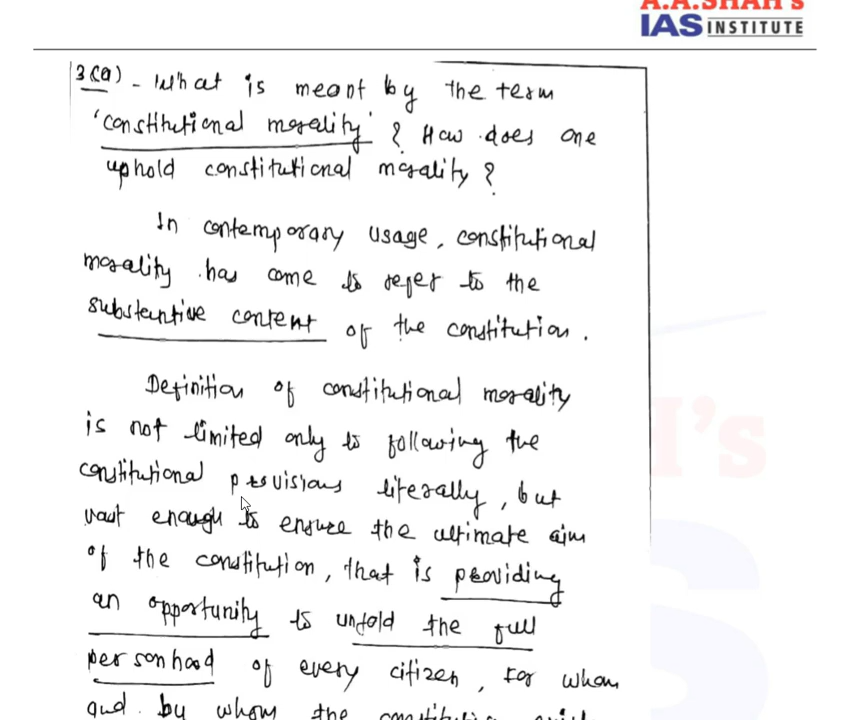 A.A.SHAH's
IAS INSTITUTE
3(a) - What is meant by the term
'constitutional morality' ? How does one
uphold constitutional morality ?
In contemporary usage, constitutional
morality has come to refer to the
substantive content of the constitution.
Definition of constitutional morality
is not limited only to following the
constitutional provisions literally, but
vast enough to ensure the ultimate aim
of the constitution, that is providing
an opportunity to unfold the full
personhood of every citizen, for whom
and by whom the constitution exists
H's
S